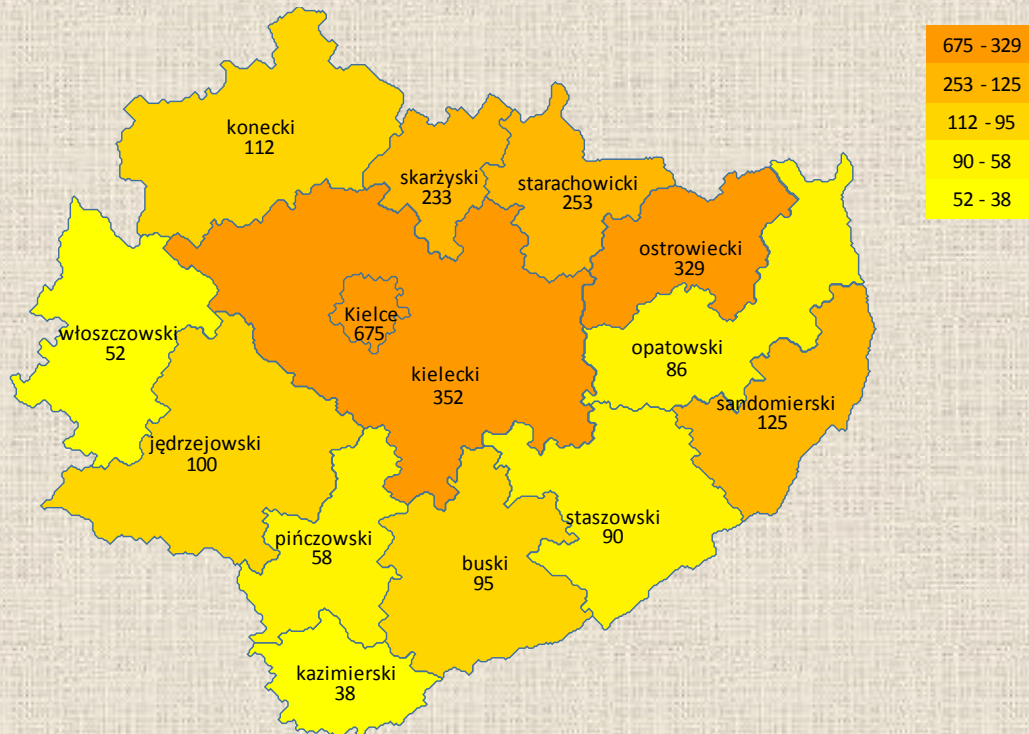 675 - 329
253 - 125
112 - 95
90 - 58
52 - 38
konecki
112
skarżyski
233
starachowicki
253
ostrowiecki
329
Kielce
675
włoszczowski
52
opatowski
86
kielecki
352
sandomierski
125
jędrzejowski
100
staszowski
90
pińczowski
58
buski
95
kazimierski
38